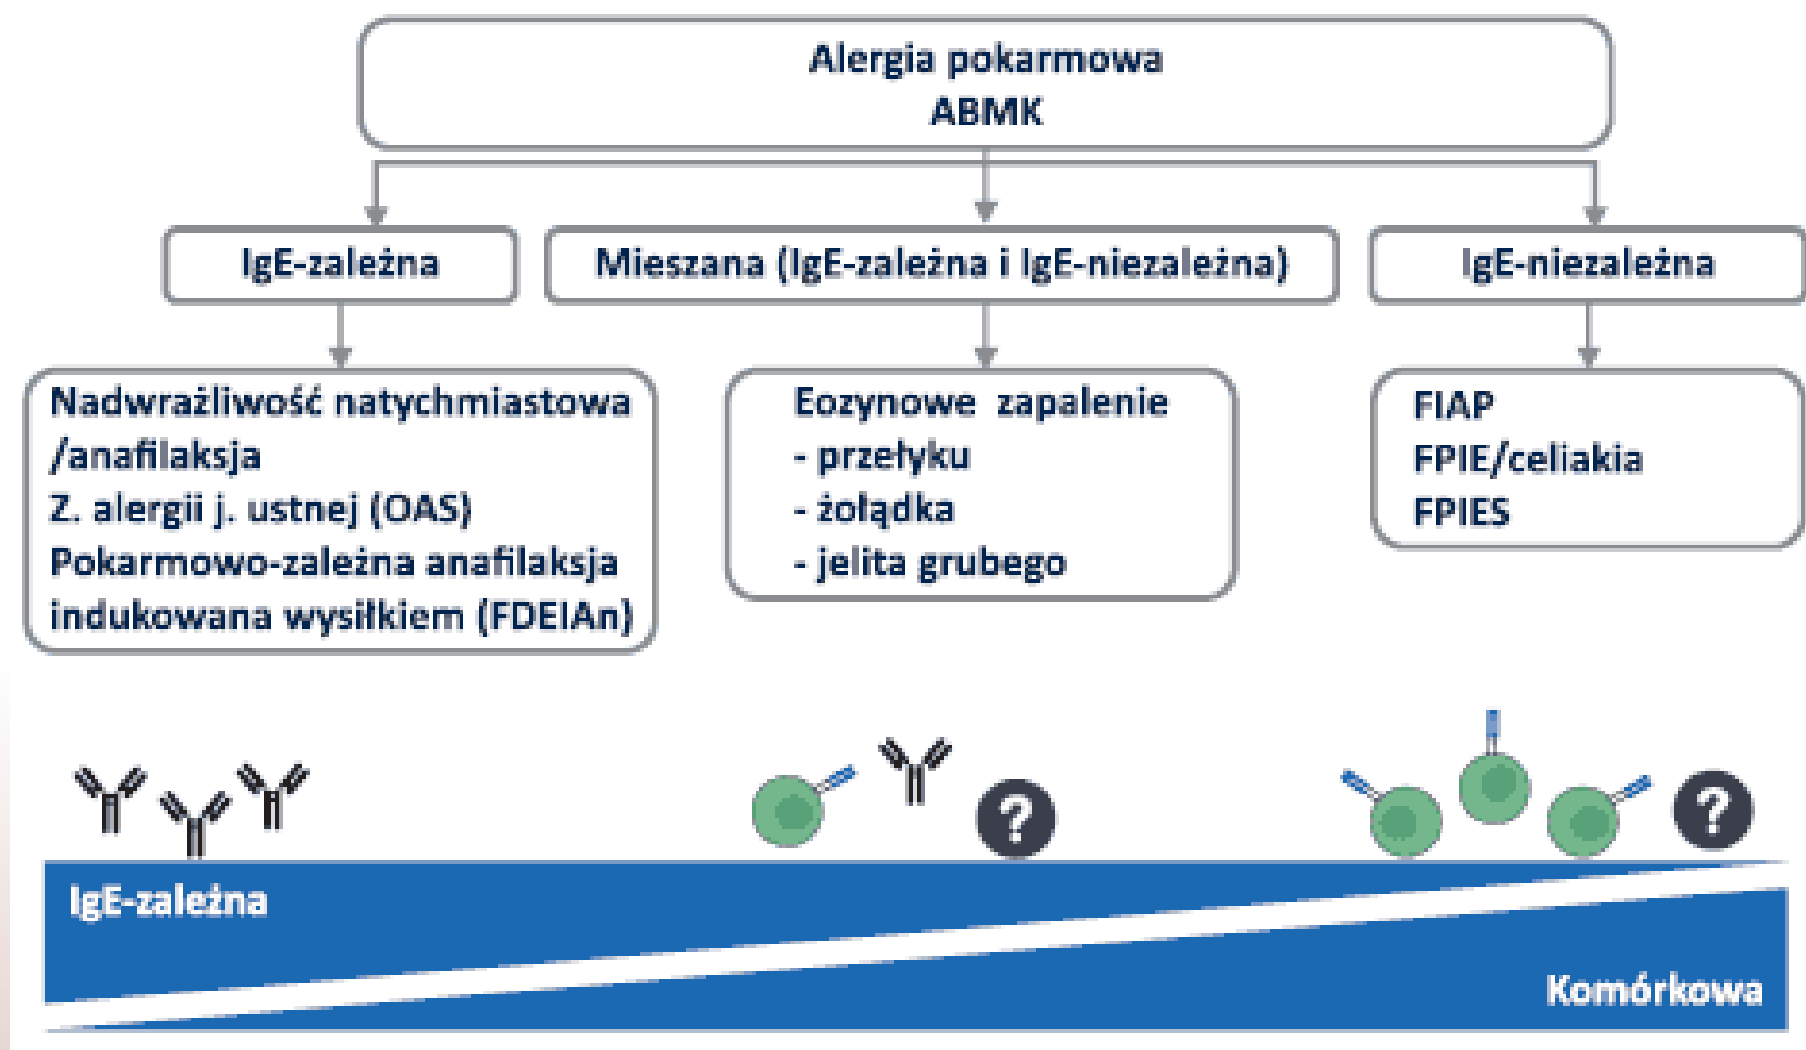 Alergia pokarmowa
ABMK
IgE-zależna
Mieszana (IgE-zależna i IgE-niezależna)
IgE-niezależna
Nadwrażliwość natychmiastowa
/anafilaksja
Z. alergii j. ustnej (OAS)
Pokarmowo-zależna anafilaksja
indukowana wysiłkiem (FDEIAn)
Eozynowe zapalenie
- przełyku
- żołądka
- jelita grubego
FIAP
FPIE/celiakia
FPIES
?
?
IgE-zależna
Komórkowa